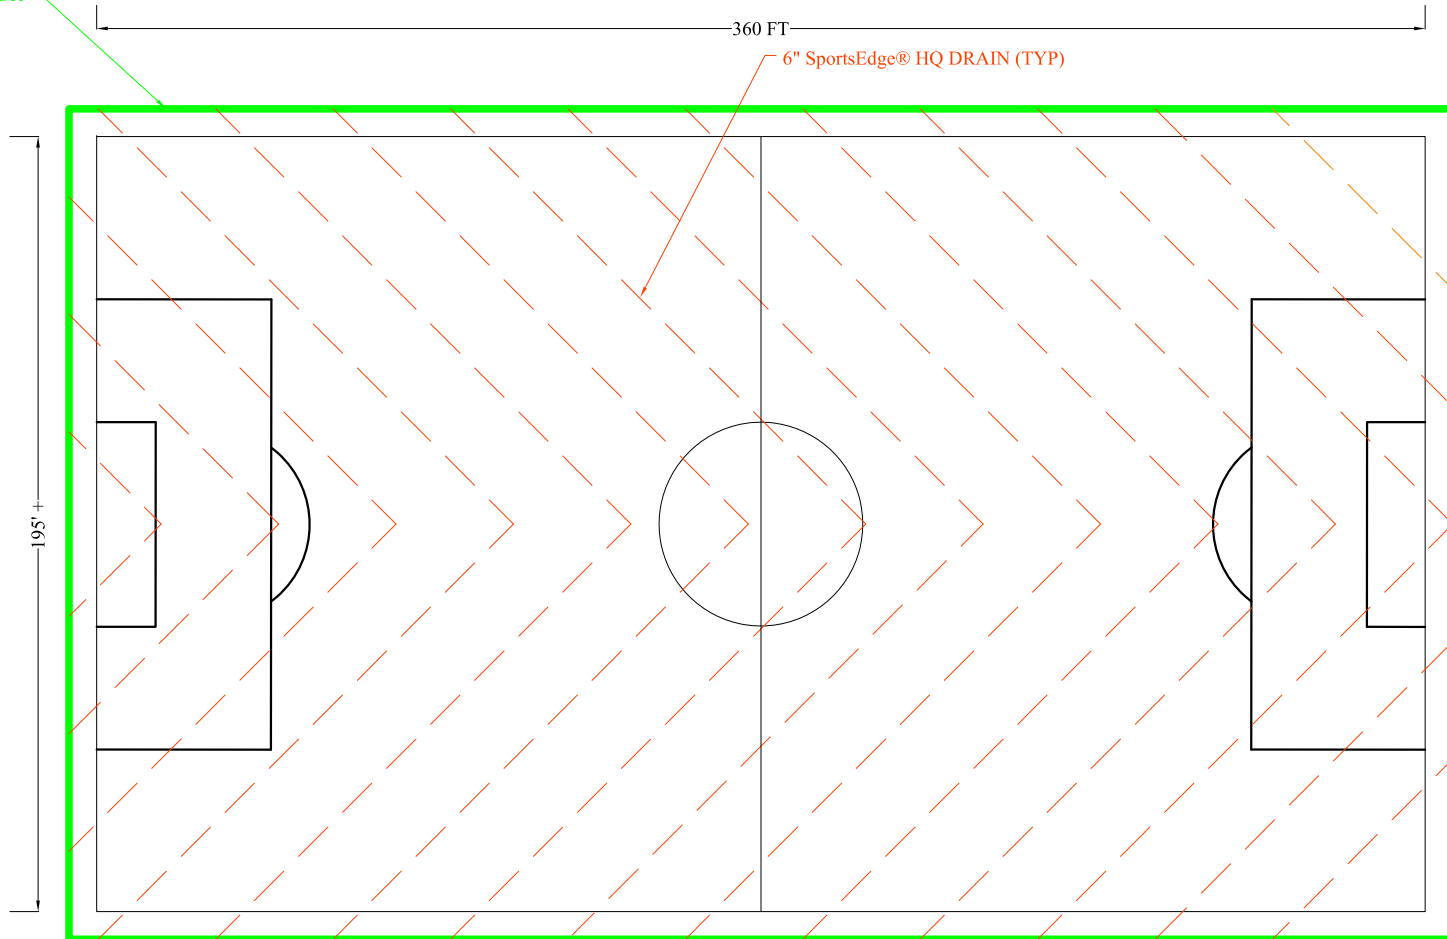 360 FT
6" SportsEdge® HQ DRAIN (TYP)
195' +